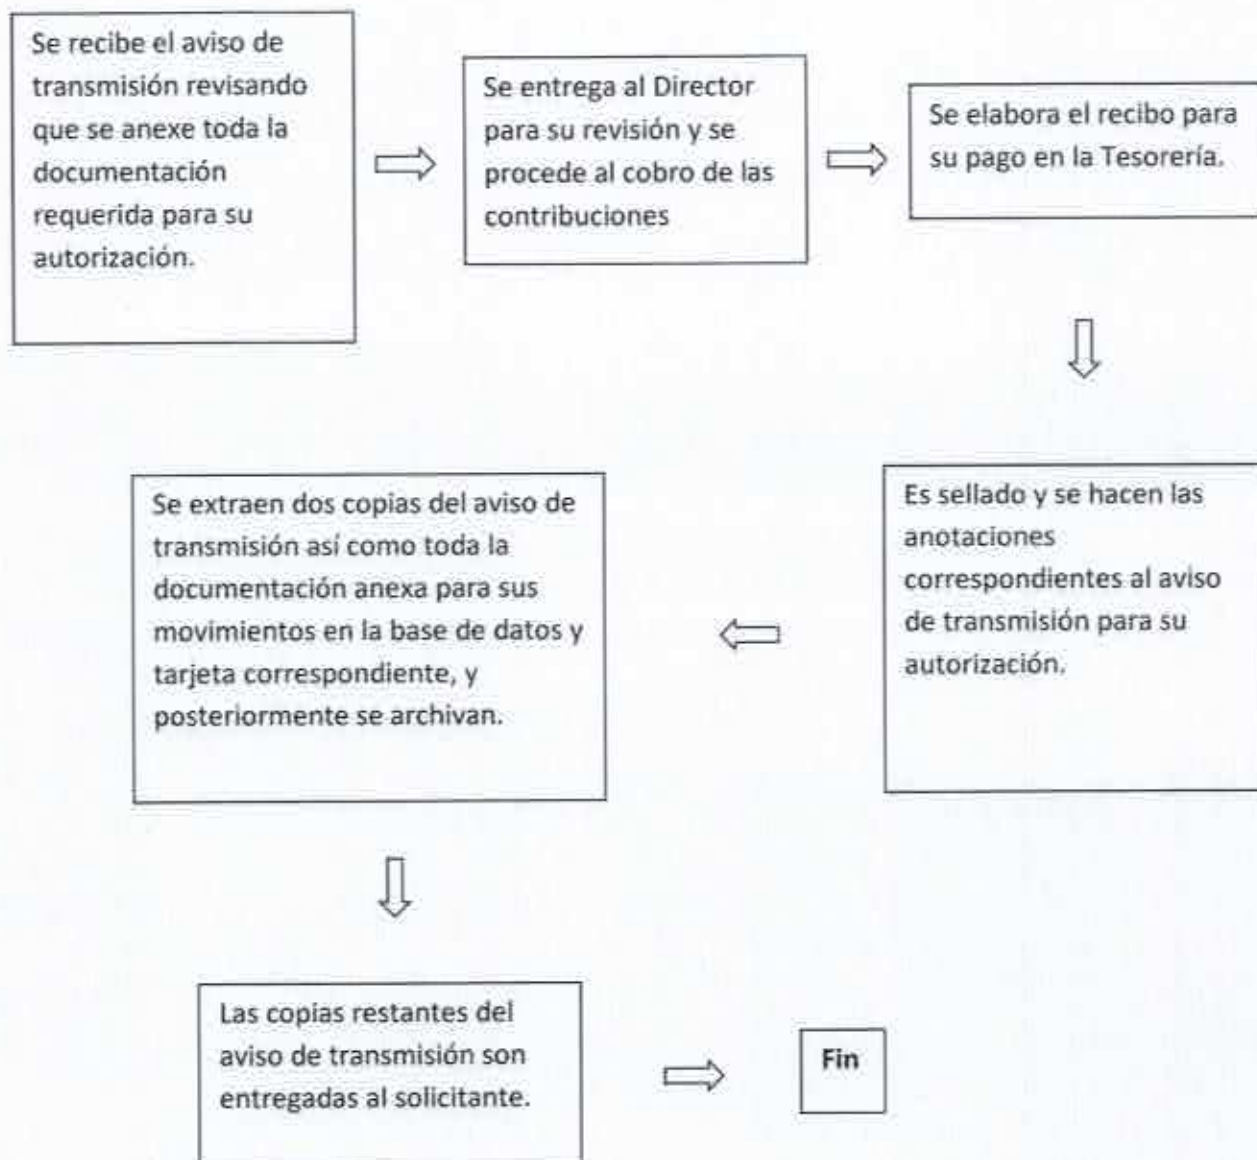 Se recibe el aviso de
transmisión revisando
que se anexe toda la
documentación
requerida para su
autorización.
Se entrega al Director
para su revisión y se
procede al cobro de las
contribuciones
Se elabora el recibo para
su pago en la Tesorería.
Es sellado y se hacen las
anotaciones
correspondientes al aviso
de transmisión para su
autorización.
Se extraen dos copias del aviso de
transmisión así como toda la
documentación anexa para sus
movimientos en la base de datos y
tarjeta correspondiente, y
posteriormente se archivan.
Las copias restantes del
aviso de transmisión son
entregadas al solicitante.
Fin